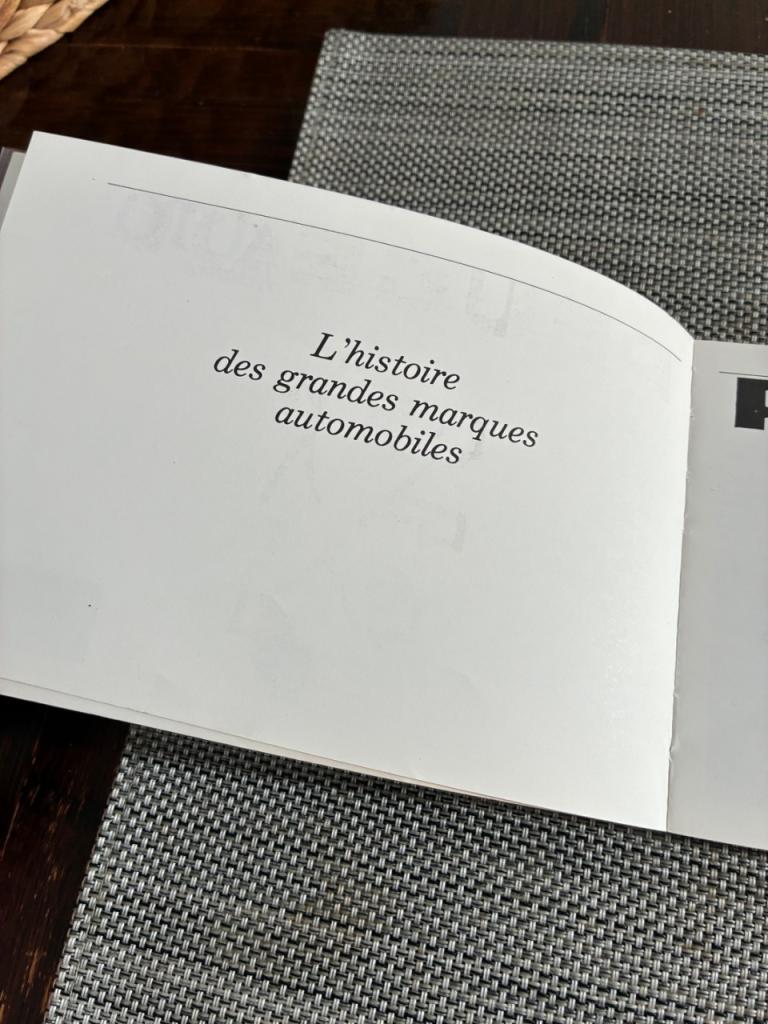 L'histoire
des grandes marques
automobiles